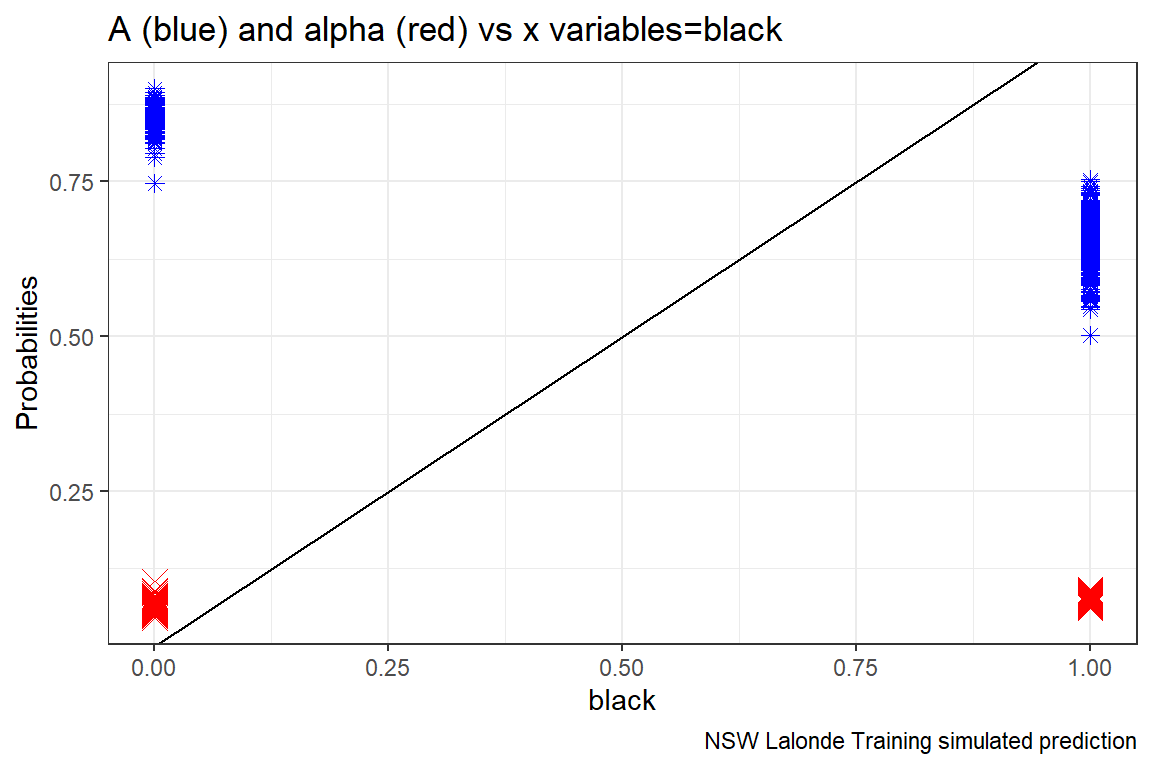 A (blue) and alpha (red) vs x variables=black
Probabilities
0.75
0.50
0.25
0.00 0.25 0.50 0.75 1.00
black
NSW Lalonde Training simulated prediction